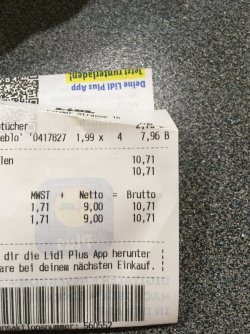 Jetzt runterladen!
Deine Lidl Plus App
tücher
eblo' '0417827 1,99 x 4 7,96 B
len 10,71
10,71
MWST + Netto = Brutto
1,71 9,00 10,71
1,71 9,00 10,71
dir die Lidl Plus App herunter
are bei deinem nächsten Einkauf.